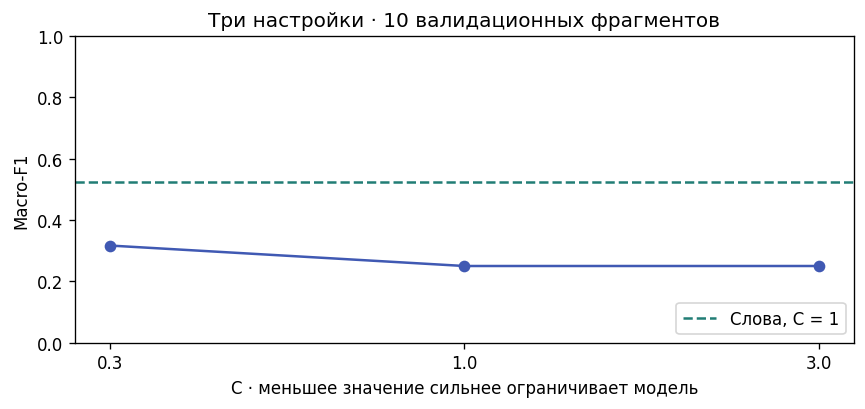 Три настройки · 10 валидационных фрагментов
Macro-F1
1.0
0.8
0.6
0.4
0.2
0.0
Слова, C = 1
0.3 1.0 3.0
C · меньшее значение сильнее ограничивает модель